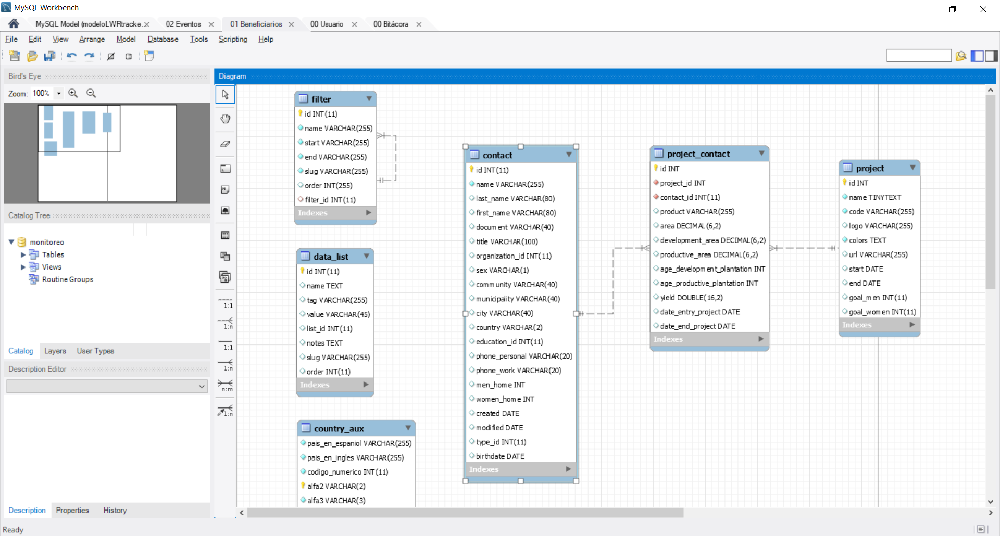 MySQL Workbench
MySQL Model (modeloLWRtracke...
02 Eventos
01 Beneficiarios
00 Usuario
00 Bitácora
File Edit View Arrange Model Database Tools Scripting Help
Bird's Eye
Zoom: 100%
Catalog Tree
monitoreo
Tables
Views
Routine Groups
Catalog Layers User Types
Description Editor
Description Properties History
Ready
Diagram
1:1
1:n
1:1
1:n
n:m
1:n
filter
id INT(11)
name VARCHAR(255)
start VARCHAR(255)
end VARCHAR(255)
slug VARCHAR(255)
order INT(255)
filter_id INT(11)
Indexes
data_list
id INT(11)
name TEXT
tag VARCHAR(255)
value VARCHAR(45)
list_id INT(11)
notes TEXT
slug VARCHAR(255)
order INT(11)
Indexes
country_aux
pais_en_espaniol VARCHAR(255)
pais_en_ingles VARCHAR(255)
codigo_numerico INT(11)
alfa2 VARCHAR(2)
alfa3 VARCHAR(3)
contact
id INT(11)
name VARCHAR(255)
last_name VARCHAR(80)
first_name VARCHAR(80)
document VARCHAR(40)
title VARCHAR(100)
organization_id INT(11)
sex VARCHAR(1)
community VARCHAR(40)
municipality VARCHAR(40)
city VARCHAR(40)
country VARCHAR(2)
education_id INT(11)
phone_personal VARCHAR(20)
phone_work VARCHAR(20)
men_home INT
women_home INT
created DATE
modified DATE
type_id INT(11)
birthdate DATE
Indexes
project_contact
id INT
project_id INT
contact_id INT(11)
product VARCHAR(255)
area DECIMAL(6,2)
development_area DECIMAL(6,2)
productive_area DECIMAL(6,2)
age_development_plantation INT
age_productive_plantation INT
yield DOUBLE(16,2)
date_entry_project DATE
date_end_project DATE
Indexes
project
id INT
name TINYTEXT
code VARCHAR(255)
logo VARCHAR(255)
colors TEXT
url VARCHAR(255)
start DATE
end DATE
goal_men INT(11)
goal_women INT(11)
Indexes